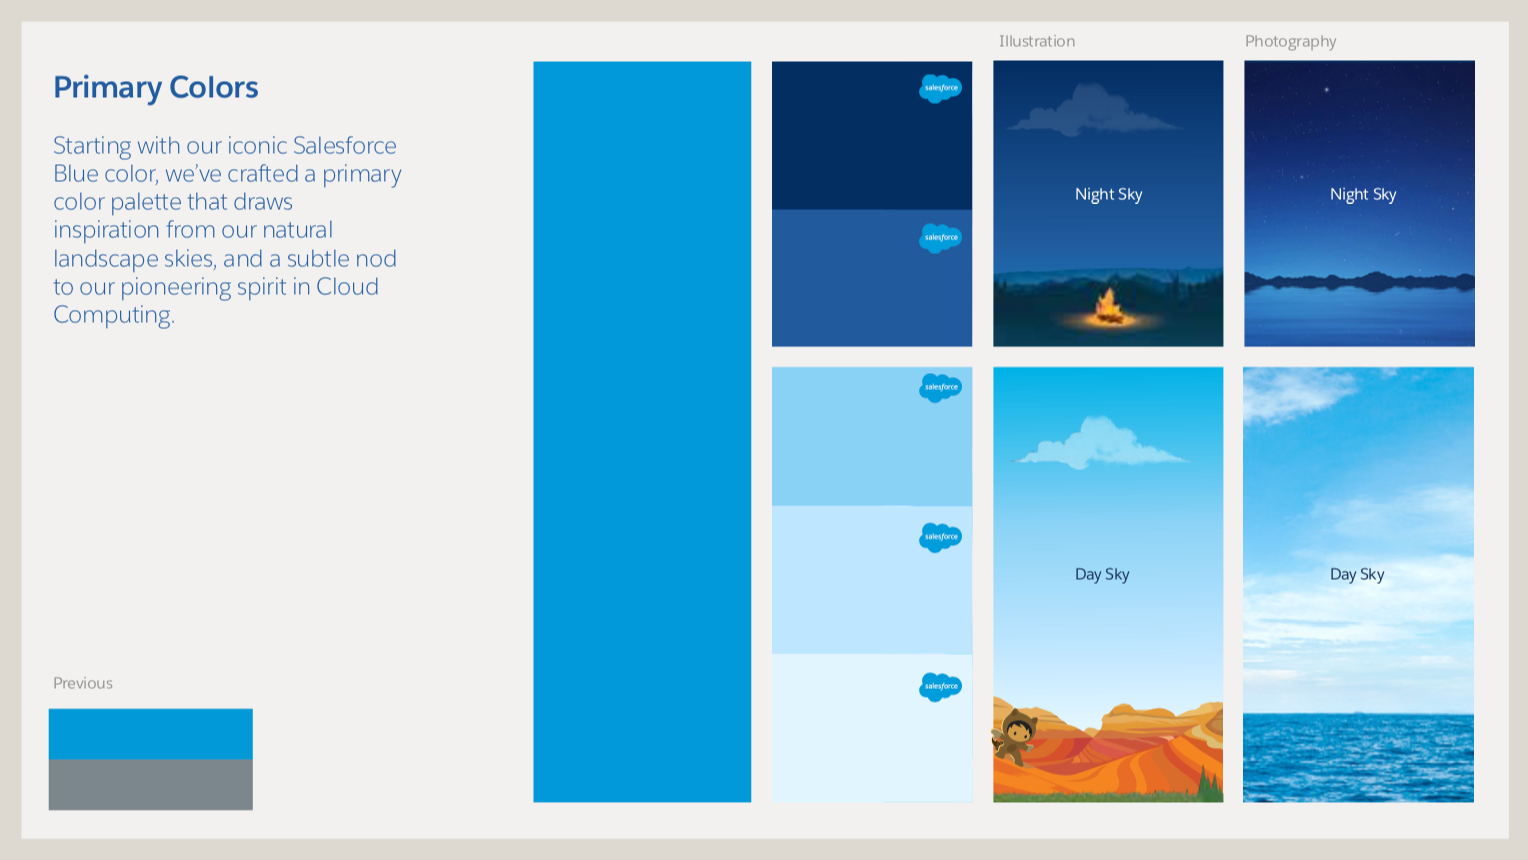 Primary Colors
Starting with our iconic Salesforce
Blue color, we've crafted a primary
color palette that draws
inspiration from our natural
landscape skies, and a subtle nod
to our pioneering spirit in Cloud
Computing.
Previous
salesforce
salesforce
salesforce
salesforce
salesforce
Illustration
Photography
Night Sky
Night Sky
Day Sky
Day Sky